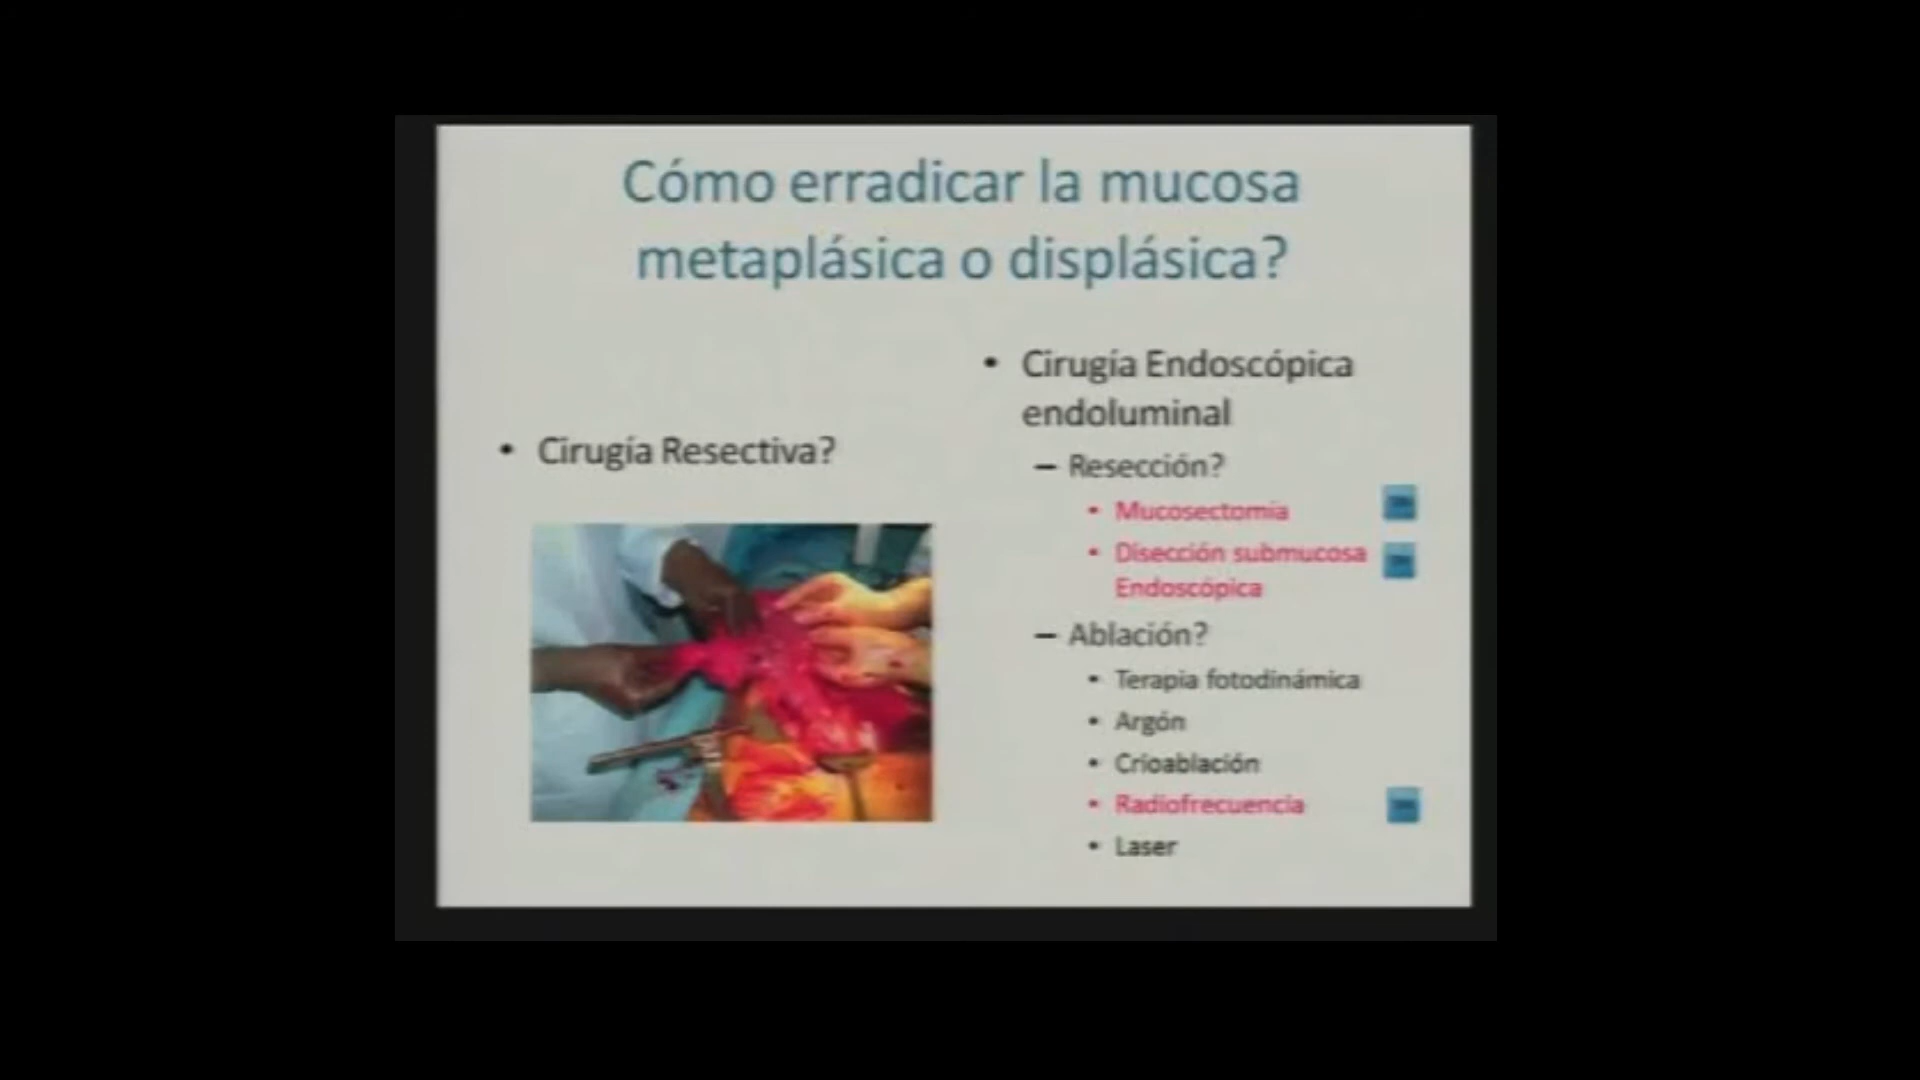 Cómo erradicar la mucosa
metaplásica o displásica?
• Cirugía Resectiva?
• Cirugía Endoscópica
endoluminal
– Resección?
• Mucosectomia
• Disección submucosa
Endoscópica
– Ablación?
• Terapia fotodinámica
• Argón
• Crioablación
• Radiofrecuencia
• Laser